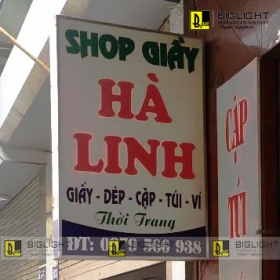 BIGLIGHT
SHOP GIẦY
HÀ
LINH
GIẦY - DÉP - CẶP - TÚI - VÍ
Thời Trang
ĐT:
566 938
CẶP
TÚI
BIGLIGHT
BIGLIGHT
BIGLIGHT